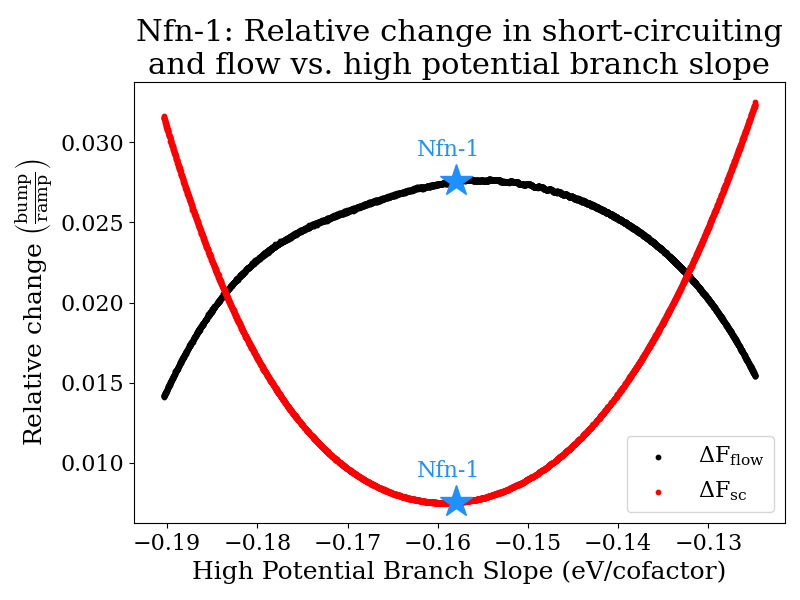 Nfn-1: Relative change in short-circuiting
and flow vs. high potential branch slope
Relative change (bump/ramp)
0.030
0.025
0.020
0.015
0.010
Nfn-1
Nfn-1
ΔF_flow
ΔF_sc
−0.19 −0.18 −0.17 −0.16 −0.15 −0.14 −0.13
High Potential Branch Slope (eV/cofactor)